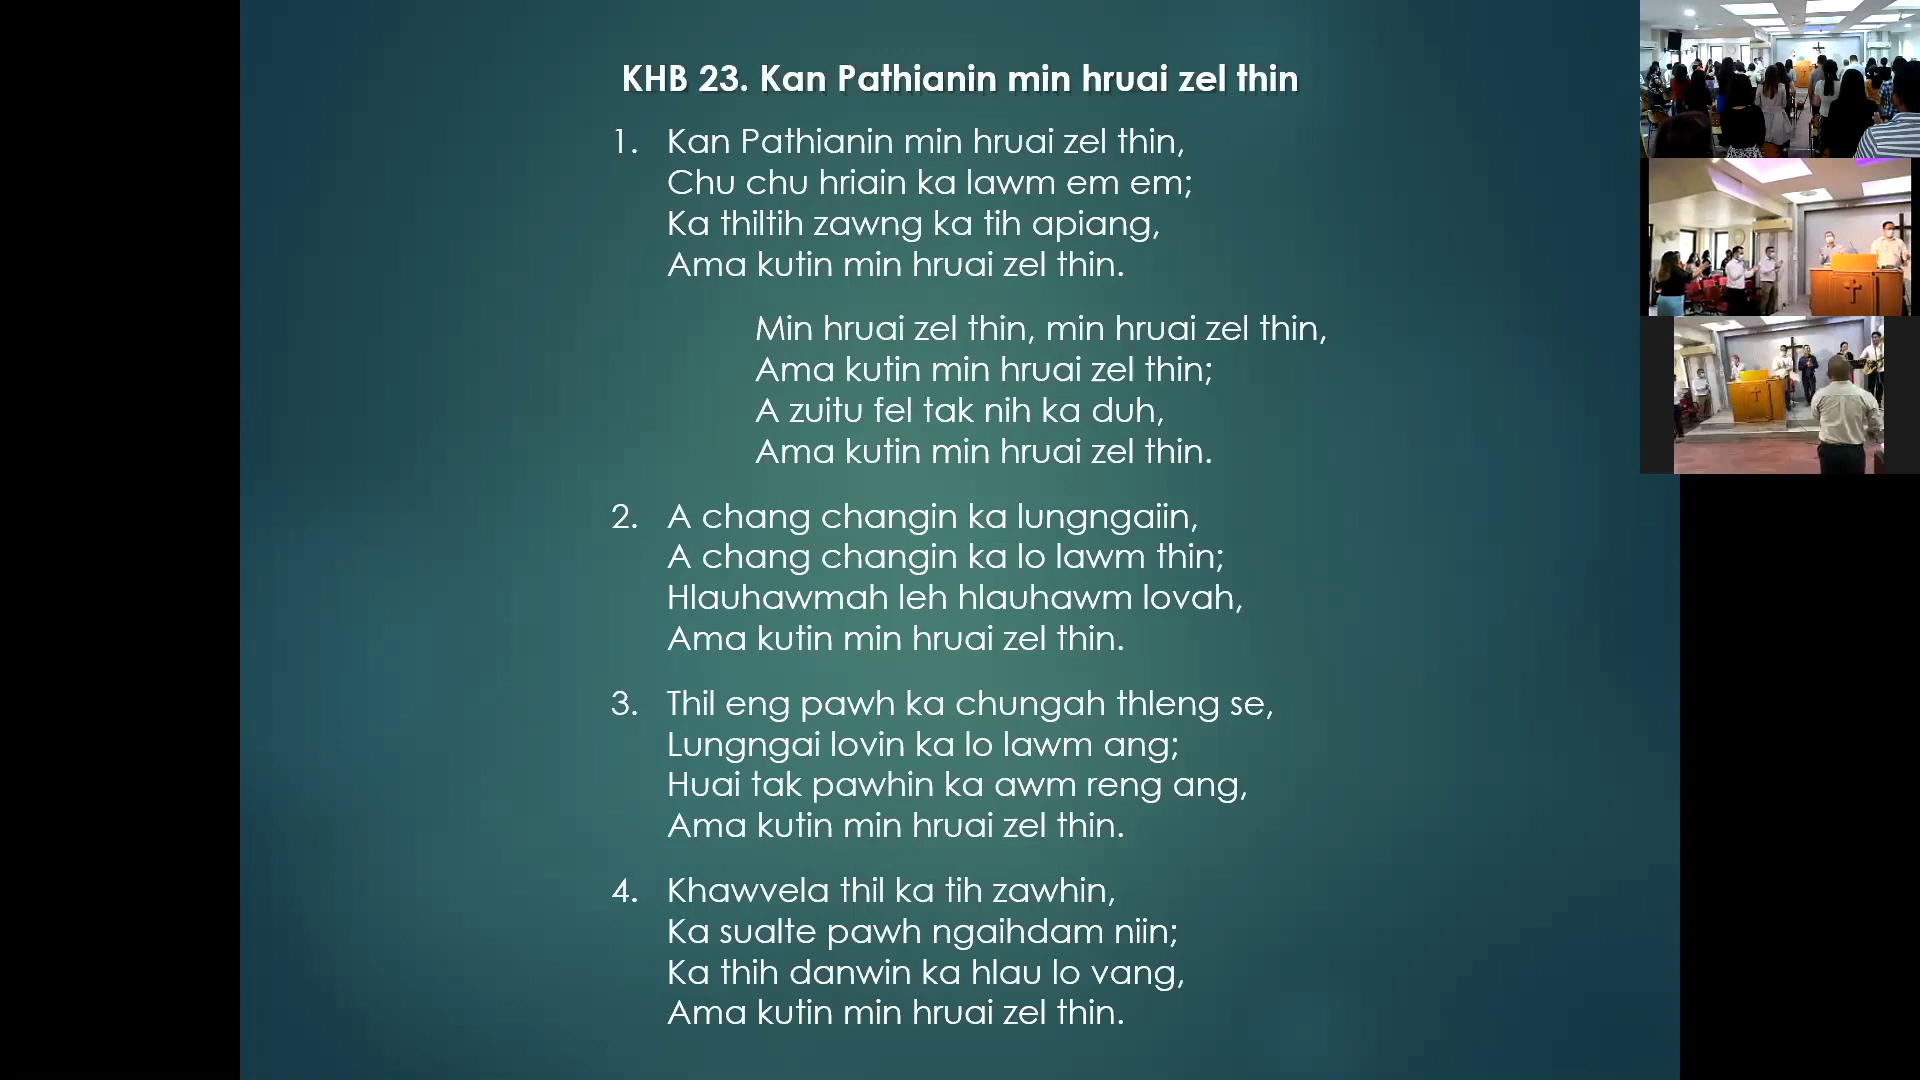 KHB 23. Kan Pathianin min hruai zel thin
1. Kan Pathianin min hruai zel thin,
Chu chu hriain ka lawm em em;
Ka thiltih zawng ka tih apiang,
Ama kutin min hruai zel thin.
Min hruai zel thin, min hruai zel thin,
Ama kutin min hruai zel thin;
A zuitu fel tak nih ka duh,
Ama kutin min hruai zel thin.
2. A chang changin ka lungngaiin,
A chang changin ka lo lawm thin;
Hlauhawmah leh hlauhawm lovah,
Ama kutin min hruai zel thin.
3. Thil eng pawh ka chungah thleng se,
Lungngai lovin ka lo lawm ang;
Huai tak pawhin ka awm reng ang,
Ama kutin min hruai zel thin.
4. Khawvela thil ka tih zawhin,
Ka sualte pawh ngaihdam niin;
Ka thih danwin ka hlau lo vang,
Ama kutin min hruai zel thin.